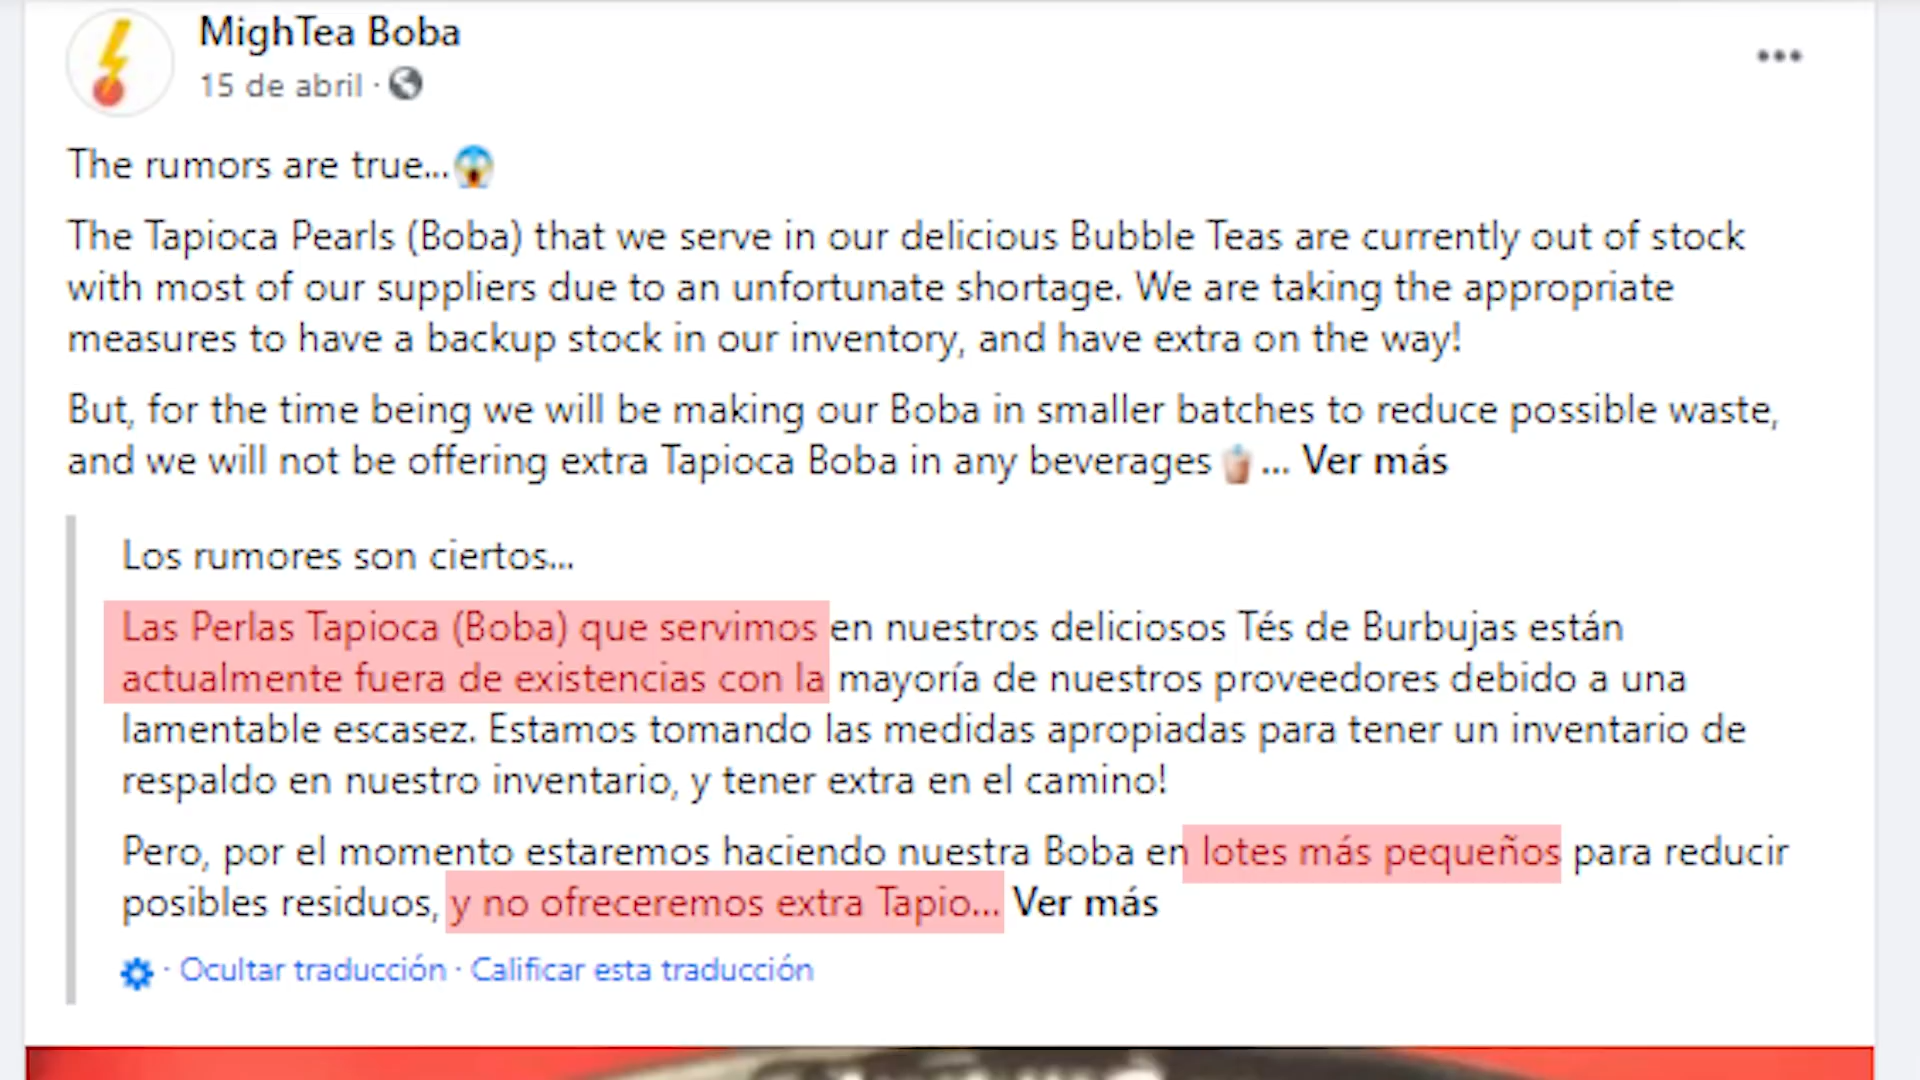 MighTea Boba
15 de abril ·
The rumors are true...😱
The Tapioca Pearls (Boba) that we serve in our delicious Bubble Teas are currently out of stock
with most of our suppliers due to an unfortunate shortage. We are taking the appropriate
measures to have a backup stock in our inventory, and have extra on the way!
But, for the time being we will be making our Boba in smaller batches to reduce possible waste,
and we will not be offering extra Tapioca Boba in any beverages🧋... Ver más
Los rumores son ciertos...
Las Perlas Tapioca (Boba) que servimos en nuestros deliciosos Tés de Burbujas están
actualmente fuera de existencias con la mayoría de nuestros proveedores debido a una
lamentable escasez. Estamos tomando las medidas apropiadas para tener un inventario de
respaldo en nuestro inventario, y tener extra en el camino!
Pero, por el momento estaremos haciendo nuestra Boba en lotes más pequeños para reducir
posibles residuos, y no ofreceremos extra Tapio... Ver más
· Ocultar traducción · Calificar esta traducción